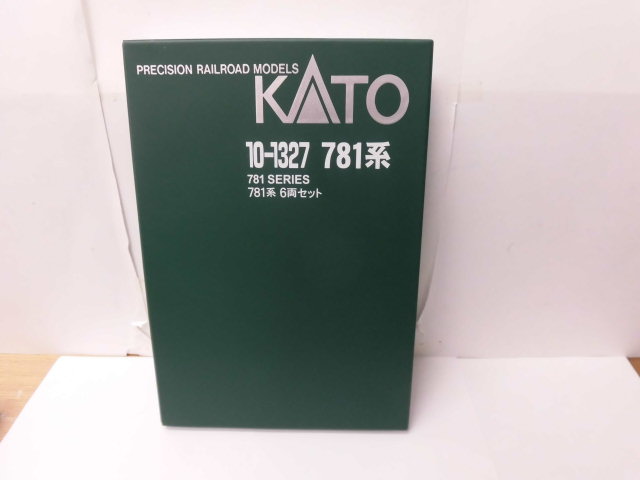 PRECISION RAILROAD MODELS
KATO
10-1327 781系
781 SERIES
781系 6両セット